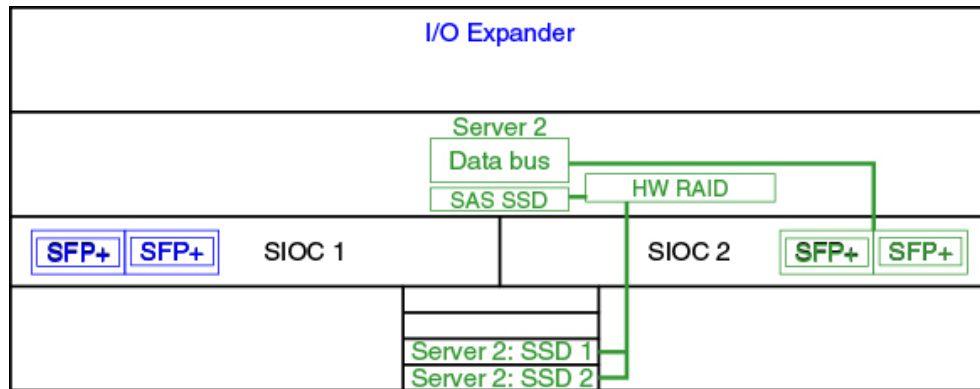 I/O Expander
Server 2
Data bus
HW RAID
SAS SSD
SFP+ SFP+ SIOC 1 SIOC 2 SFP+ SFP+
Server 2: SSD 1
Server 2: SSD 2